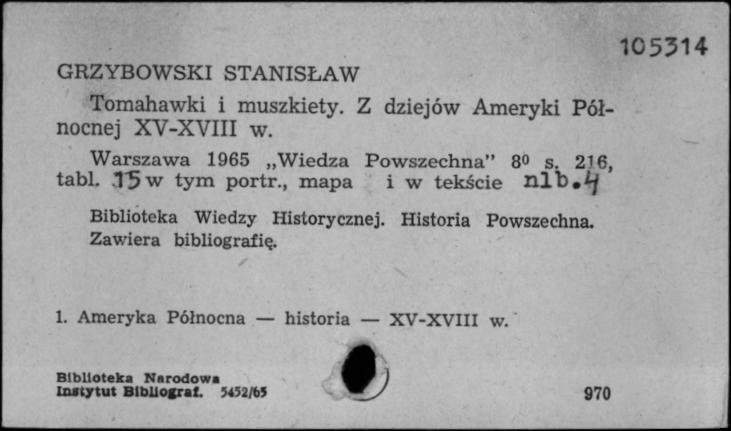 105314
GRZYBOWSKI STANISŁAW
Tomahawki i muszkiety. Z dziejów Ameryki Pół-
nocnej XV-XVIII w.
Warszawa 1965 „Wiedza Powszechna” 8⁰ s. 216,
tabl. 15 w tym portr., mapa i w tekście nlb. 4
Biblioteka Wiedzy Historycznej. Historia Powszechna.
Zawiera bibliografię.
1. Ameryka Północna — historia — XV-XVIII w.
Biblioteka Narodowa
Instytut Bibliograf. 5452/65
970